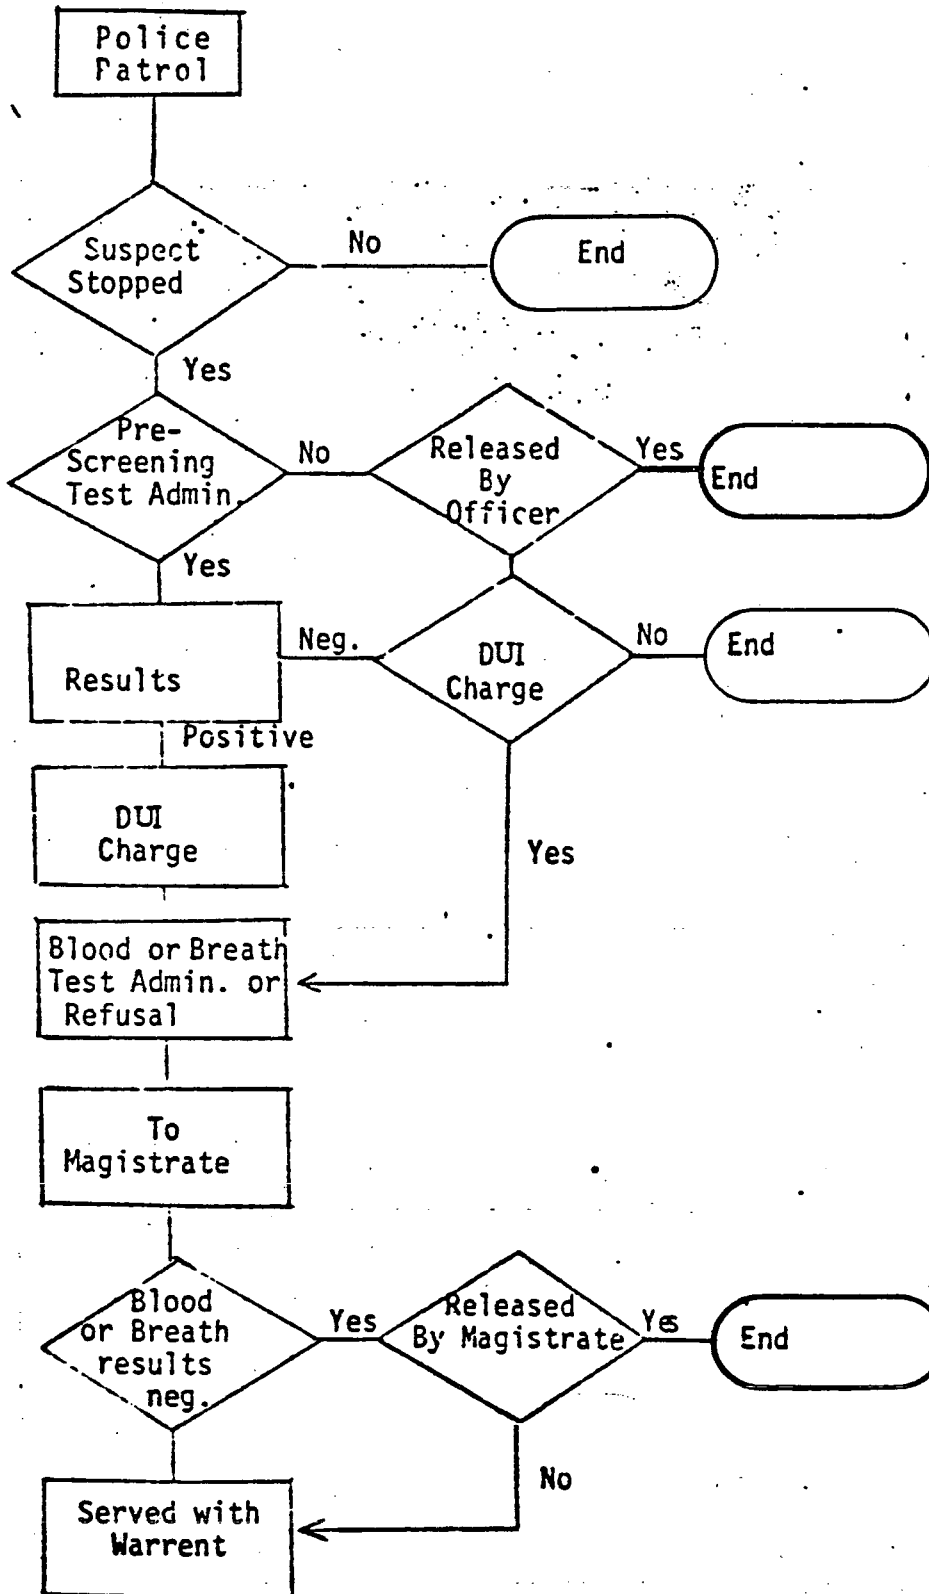 Police
Patrol
Suspect
Stopped
No
End
Yes
Pre-
Screening
Test Admin.
No
Released
By
Officer
Yes
End
Yes
Results
Neg.
DUI
Charge
No
End
Positive
DUI
Charge
Yes
Blood or Breath
Test Admin. or
Refusal
To
Magistrate
Blood
or Breath
results
neg.
Yes
Released
By Magistrate
Yes
End
No
Served with
Warrent